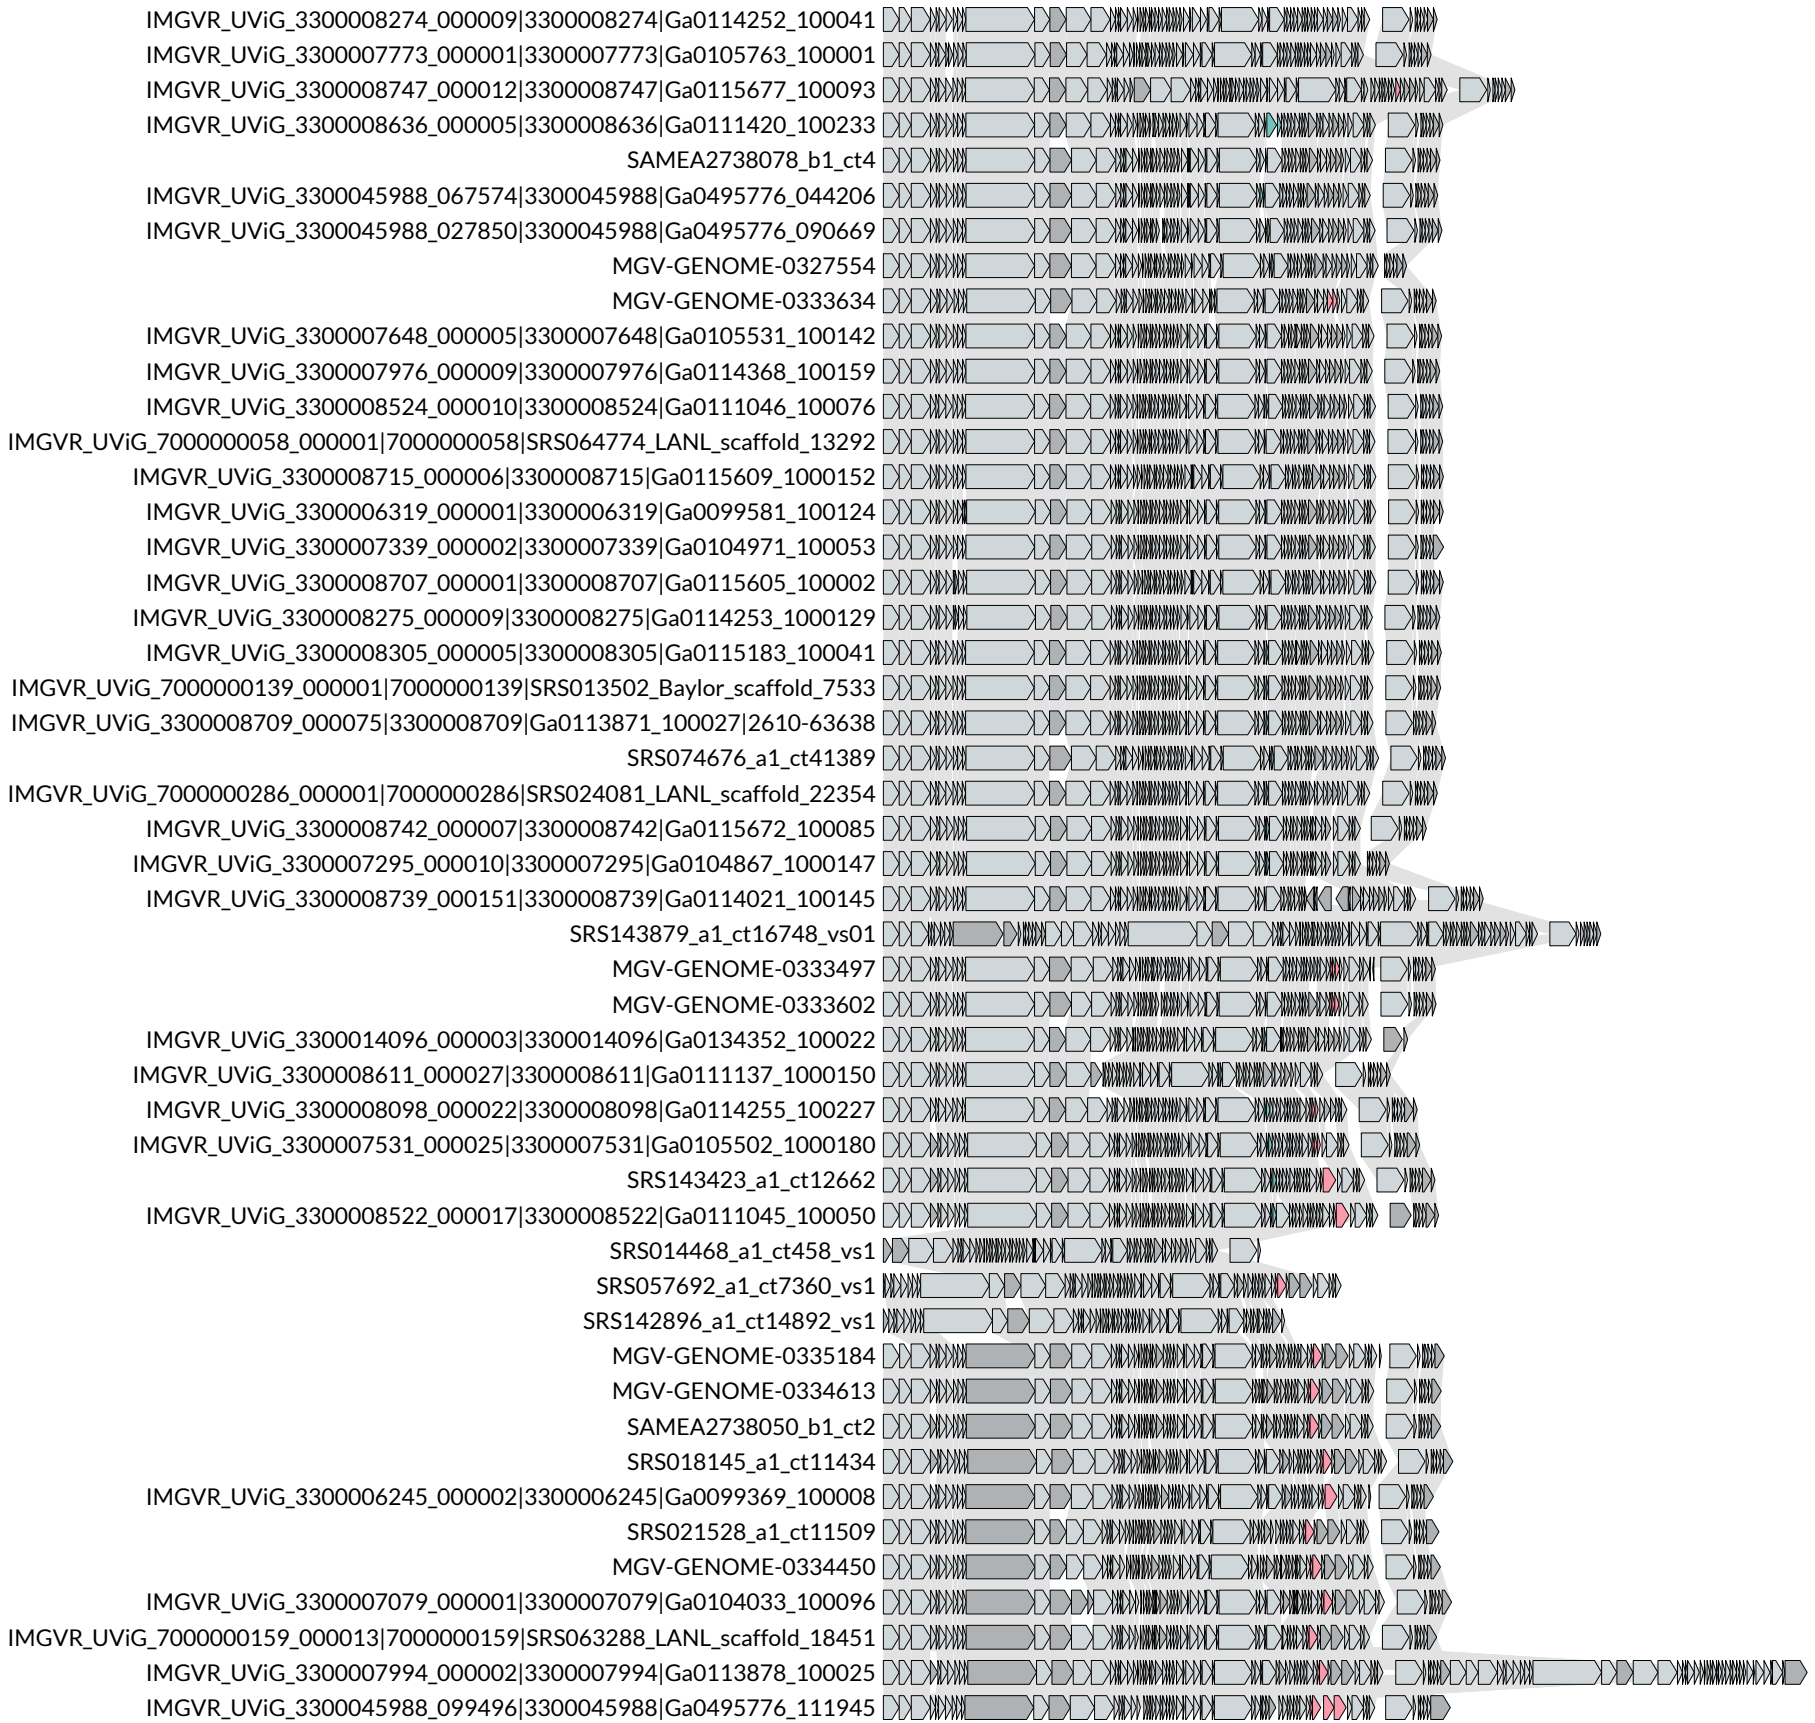 IMGVR_UViG_3300008274_000009|3300008274|Ga0114252_100041
IMGVR_UViG_3300007773_000001|3300007773|Ga0105763_100001
IMGVR_UViG_3300008747_000012|3300008747|Ga0115677_100093
IMGVR_UViG_3300008636_000005|3300008636|Ga0111420_100233
SAMEA2738078_b1_ct4
IMGVR_UViG_3300045988_067574|3300045988|Ga0495776_044206
IMGVR_UViG_3300045988_027850|3300045988|Ga0495776_090669
MGV-GENOME-0327554
MGV-GENOME-0333634
IMGVR_UViG_3300007648_000005|3300007648|Ga0105531_100142
IMGVR_UViG_3300007976_000009|3300007976|Ga0114368_100159
IMGVR_UViG_3300008524_000010|3300008524|Ga0111046_100076
IMGVR_UViG_7000000058_000001|7000000058|SRS064774_LANL_scaffold_13292
IMGVR_UViG_3300008715_000006|3300008715|Ga0115609_1000152
IMGVR_UViG_3300006319_000001|3300006319|Ga0099581_100124
IMGVR_UViG_3300007339_000002|3300007339|Ga0104971_100053
IMGVR_UViG_3300008707_000001|3300008707|Ga0115605_100002
IMGVR_UViG_3300008275_000009|3300008275|Ga0114253_1000129
IMGVR_UViG_3300008305_000005|3300008305|Ga0115183_100041
IMGVR_UViG_7000000139_000001|7000000139|SRS013502_Baylor_scaffold_7533
IMGVR_UViG_3300008709_000075|3300008709|Ga0113871_100027|2610-63638
SRS074676_a1_ct41389
IMGVR_UViG_7000000286_000001|7000000286|SRS024081_LANL_scaffold_22354
IMGVR_UViG_3300008742_000007|3300008742|Ga0115672_100085
IMGVR_UViG_3300007295_000010|3300007295|Ga0104867_1000147
IMGVR_UViG_3300008739_000151|3300008739|Ga0114021_100145
SRS143879_a1_ct16748_vs01
MGV-GENOME-0333497
MGV-GENOME-0333602
IMGVR_UViG_3300014096_000003|3300014096|Ga0134352_100022
IMGVR_UViG_3300008611_000027|3300008611|Ga0111137_1000150
IMGVR_UViG_3300008098_000022|3300008098|Ga0114255_100227
IMGVR_UViG_3300007531_000025|3300007531|Ga0105502_1000180
SRS143423_a1_ct12662
IMGVR_UViG_3300008522_000017|3300008522|Ga0111045_100050
SRS014468_a1_ct458_vs1
SRS057692_a1_ct7360_vs1
SRS142896_a1_ct14892_vs1
MGV-GENOME-0335184
MGV-GENOME-0334613
SAMEA2738050_b1_ct2
SRS018145_a1_ct11434
IMGVR_UViG_3300006245_000002|3300006245|Ga0099369_100008
SRS021528_a1_ct11509
MGV-GENOME-0334450
IMGVR_UViG_3300007079_000001|3300007079|Ga0104033_100096
IMGVR_UViG_7000000159_000013|7000000159|SRS063288_LANL_scaffold_18451
IMGVR_UViG_3300007994_000002|3300007994|Ga0113878_100025
IMGVR_UViG_3300045988_099496|3300045988|Ga0495776_111945